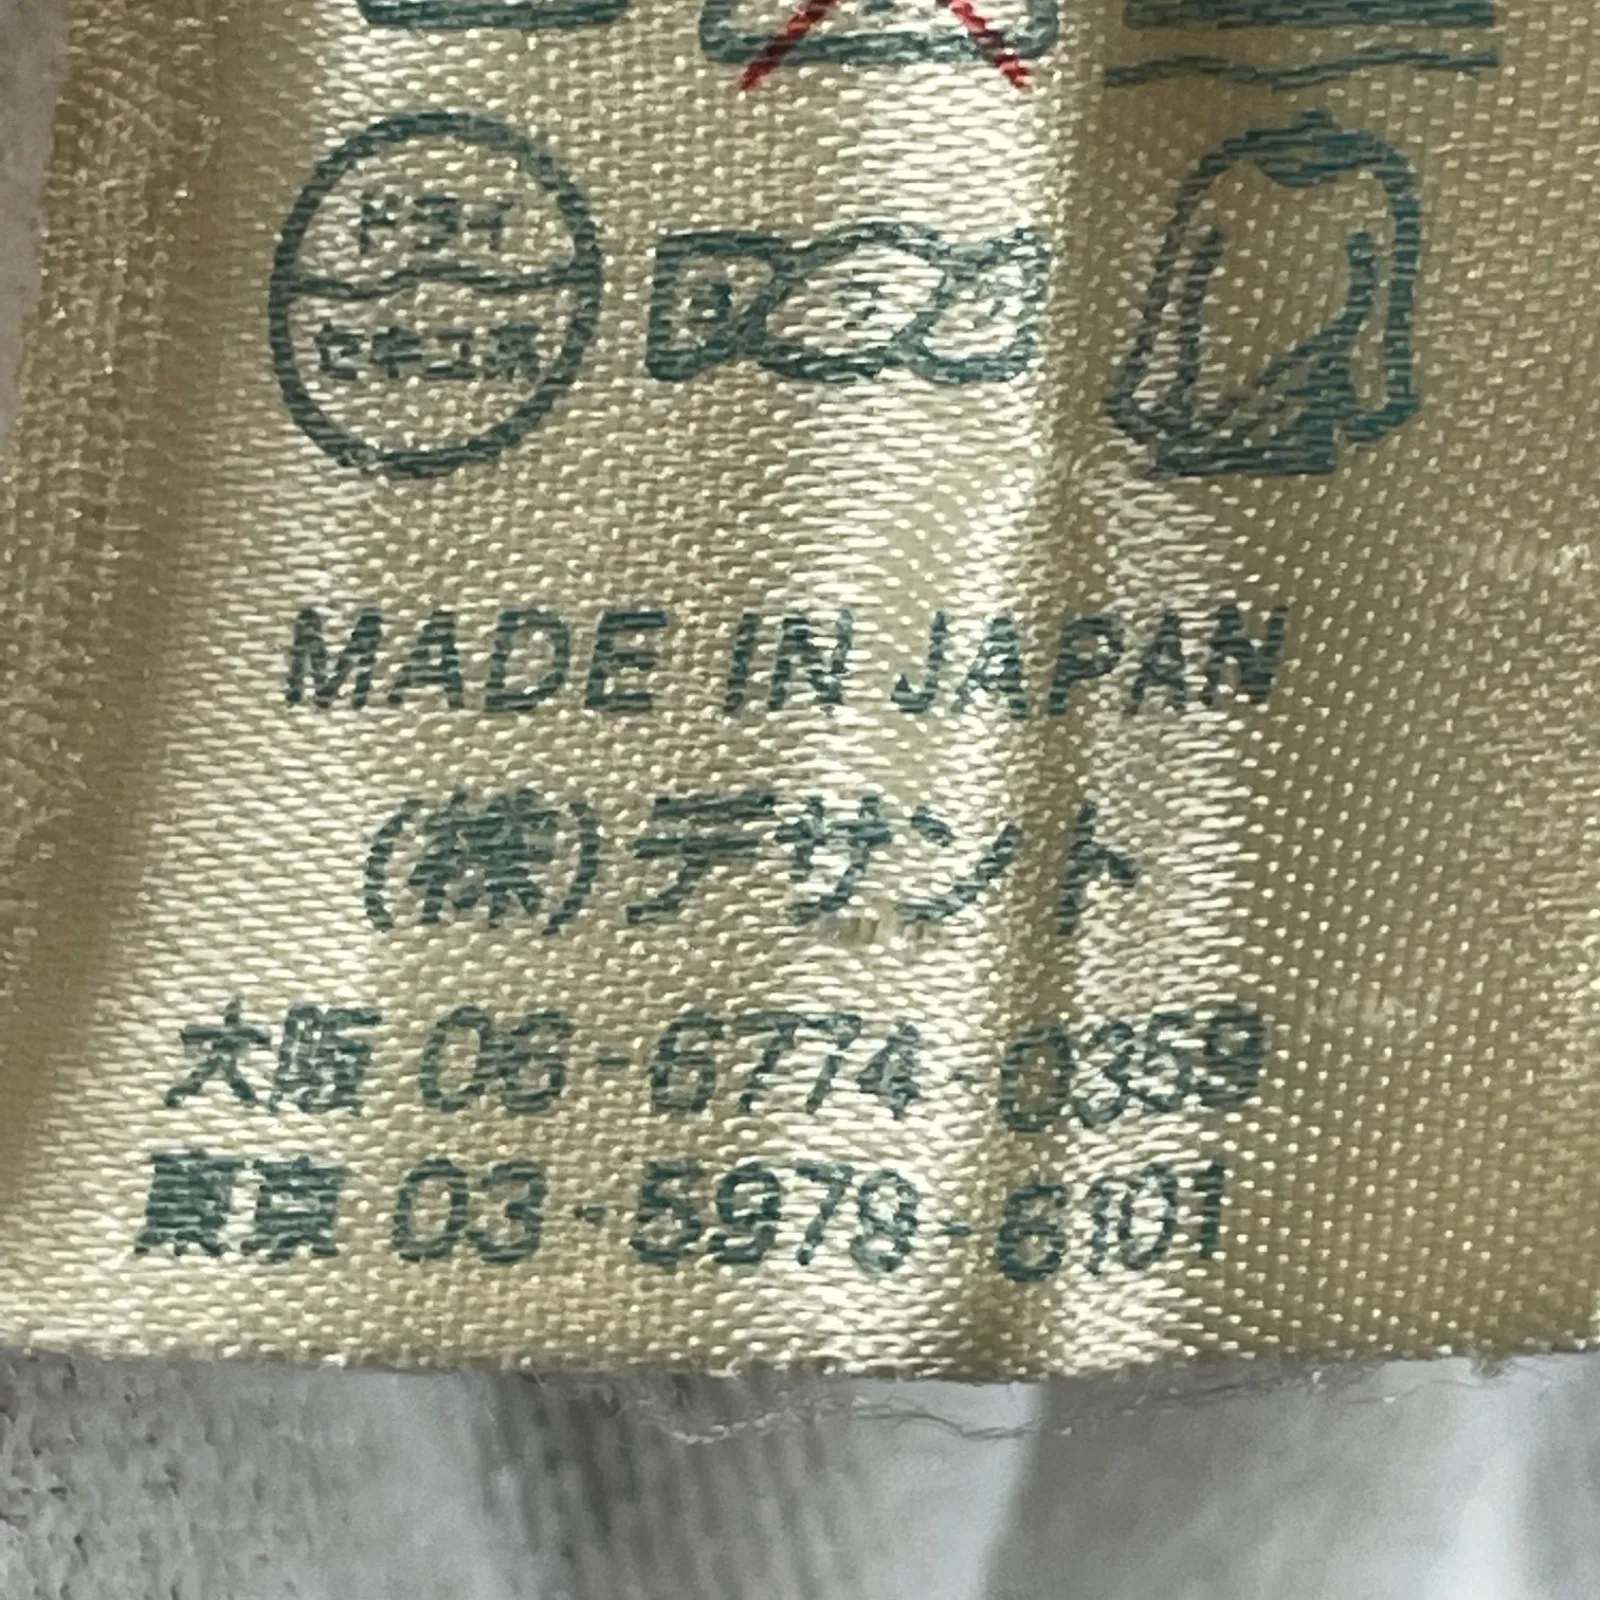 ドライ
セキユ系
MADE IN JAPAN
(株)デサント
大阪 06-6774-0359
東京 03-5978-6101